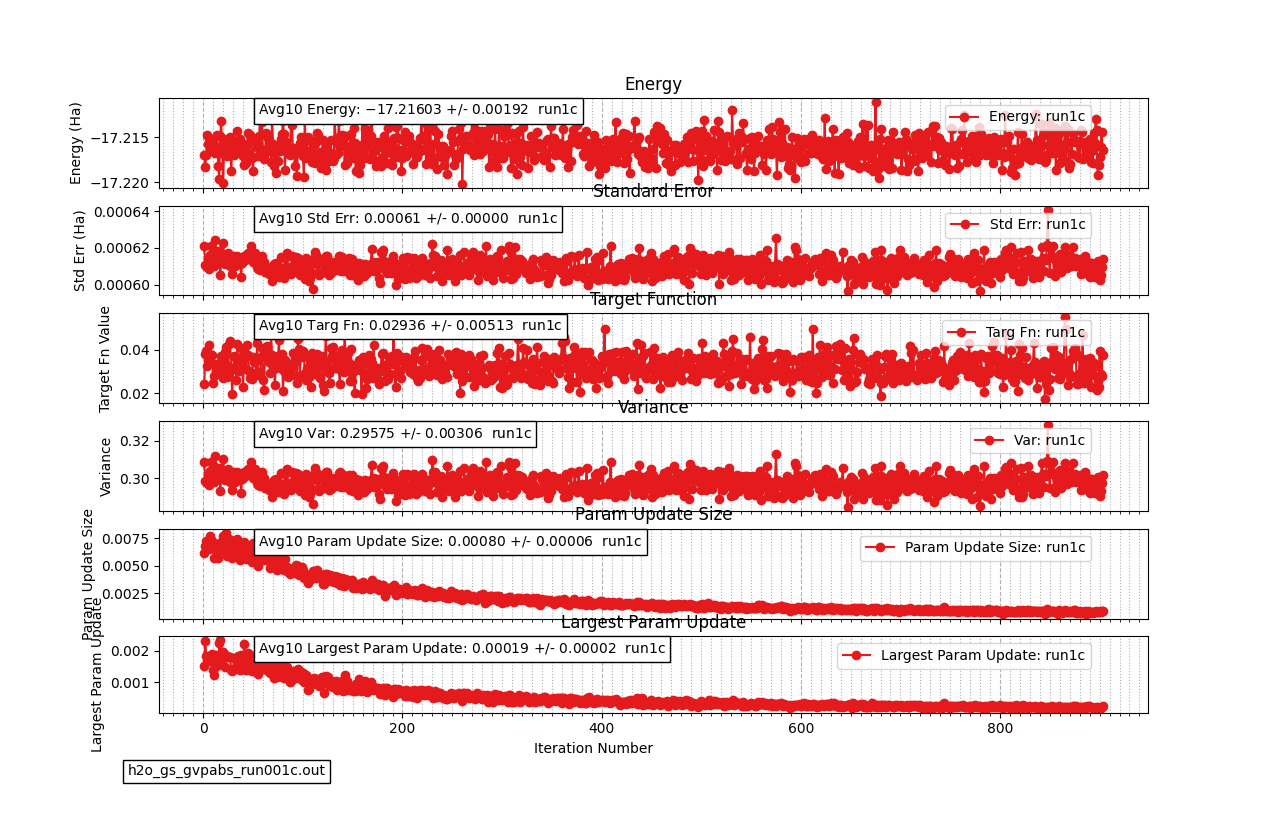 Energy
Avg10 Energy: −17.21603 +/- 0.00192 run1c
Energy: run1c
Energy (Ha)
−17.215
−17.220
Standard Error
Avg10 Std Err: 0.00061 +/- 0.00000 run1c
Std Err: run1c
Std Err (Ha)
0.00064
0.00062
0.00060
Target Function
Avg10 Targ Fn: 0.02936 +/- 0.00513 run1c
Targ Fn: run1c
Target Fn Value
0.04
0.02
Variance
Avg10 Var: 0.29575 +/- 0.00306 run1c
Var: run1c
Variance
0.32
0.30
Param Update Size
Avg10 Param Update Size: 0.00080 +/- 0.00006 run1c
Param Update Size: run1c
Param Update Size
0.0075
0.0050
0.0025
Largest Param Update
Avg10 Largest Param Update: 0.00019 +/- 0.00002 run1c
Largest Param Update: run1c
Largest Param Update
0.002
0.001
0 200 400 600 800
Iteration Number
h2o_gs_gvpabs_run001c.out